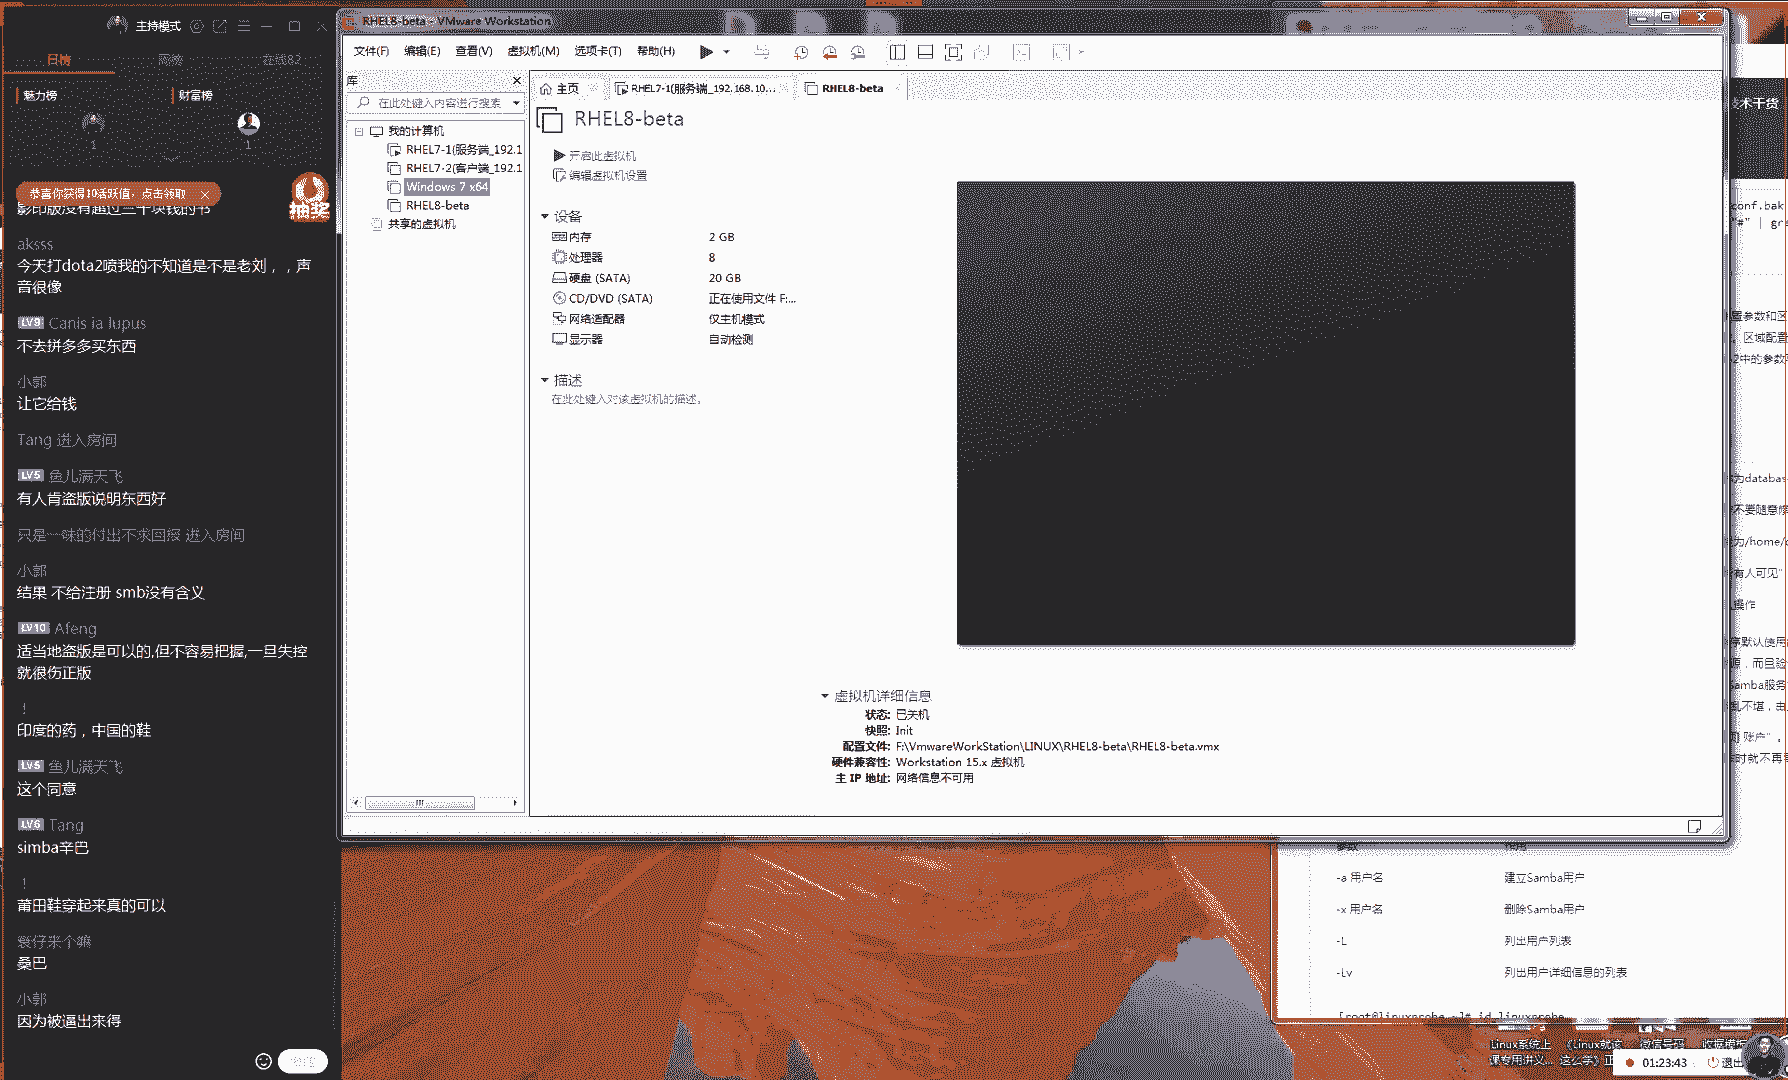 主持模式
日榜
周榜
在线82
魅力榜
财富榜
1
1
恭喜你获得10活跃值，点击领取
抽奖
影印版没有超过三十块钱的书
aksss
今天打dota2喷我的不知道是不是老刘，，声
音很像
LV9 Canis ia lupus
不去拼多多买东西
小郭
让它给钱
Tang 进入房间
LV5 鱼儿满天飞
有人肯盗版说明东西好
只是一味的付出不求回报 进入房间
小郭
结果 不给注册 smb没有含义
LV10 Afeng
适当地盗版是可以的,但不容易把握,一旦失控
就很伤正版
！
印度的药，中国的鞋
LV5 鱼儿满天飞
这个同意
LV6 Tang
simba辛巴
！
莆田鞋穿起来真的可以
桑巴
小郭
因为被逼出来得
RHEL8-beta - VMware Workstation
文件(F) 编辑(E) 查看(V) 虚拟机(M) 选项卡(T) 帮助(H)
库
在此处键入内容进行搜索
我的计算机
RHEL7-1(服务端_192.1
RHEL7-2(客户端_192.1
Windows 7 x64
RHEL8-beta
共享的虚拟机
主页
RHEL7-1(服务端_192.168.10...
RHEL8-beta
RHEL8-beta
开启此虚拟机
编辑虚拟机设置
设备
内存 2 GB
处理器 8
硬盘 (SATA) 20 GB
CD/DVD (SATA) 正在使用文件 F:...
网络适配器 仅主机模式
显示器 自动检测
描述
在此处键入对该虚拟机的描述。
虚拟机详细信息
状态: 已关机
快照: Init
配置文件: F:\VmwareWorkStation\LINUX\RHEL8-beta\RHEL8-beta.vmx
硬件兼容性: Workstation 15.x 虚拟机
主 IP 地址: 网络信息不可用
技术干货
conf.bak
"#" | gr
置参数和区
区域配置
2中的参数
为databas
不要随意修
为/home/d
有人可见"
操作
序默认使用
源，而且验
Samba服务
乱不堪，由
账户"。
时就不再
参数 作用
-a 用户名 建立Samba用户
-x 用户名 删除Samba用户
-L 列出用户列表
-Lv 列出用户详细信息的列表
[root@linuxprobe ~]# id linuxprobe
Linux系统上
课专用讲义...
《Linux就该
这么学》正
微信号码
收据模板
01:23:43
退出